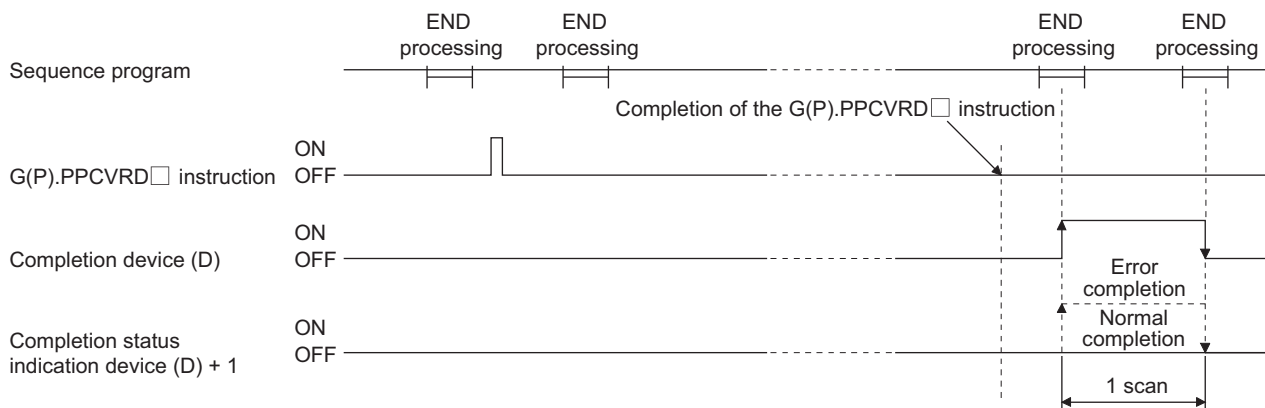 END
processing
END
processing
END
processing
END
processing
Sequence program
Completion of the G(P).PPCVRD□ instruction
ON
G(P).PPCVRD□ instruction
OFF
ON
Completion device (D)
OFF
Error
completion
Normal
completion
ON
Completion status
OFF
indication device (D) + 1
1 scan